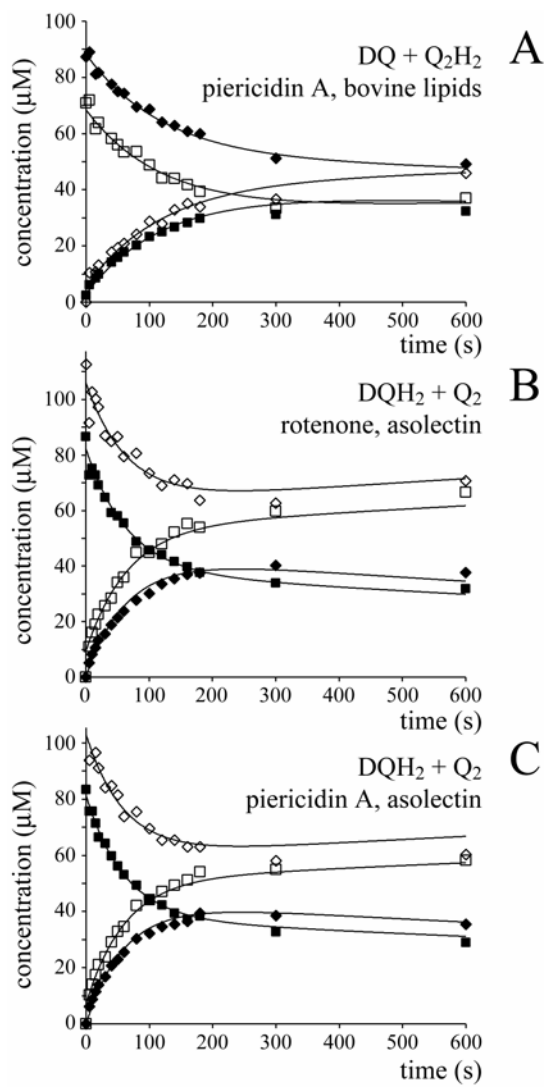 A
DQ + Q₂H₂
piericidin A, bovine lipids
concentration (µM)
100
80
60
40
20
0
0 100 200 300 400 500 600
time (s)
B
DQH₂ + Q₂
rotenone, asolectin
concentration (µM)
100
80
60
40
20
0
0 100 200 300 400 500 600
time (s)
C
DQH₂ + Q₂
piericidin A, asolectin
concentration (µM)
100
80
60
40
20
0
0 100 200 300 400 500 600
time (s)